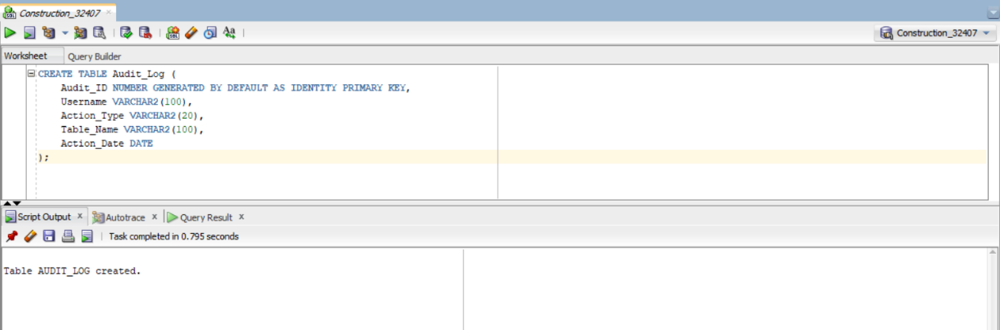 Construction_32407
Construction_32407
Worksheet Query Builder
CREATE TABLE Audit_Log (
    Audit_ID NUMBER GENERATED BY DEFAULT AS IDENTITY PRIMARY KEY,
    Username VARCHAR2(100),
    Action_Type VARCHAR2(20),
    Table_Name VARCHAR2(100),
    Action_Date DATE
);
Script Output x Autotrace x Query Result x
Task completed in 0.795 seconds
Table AUDIT_LOG created.